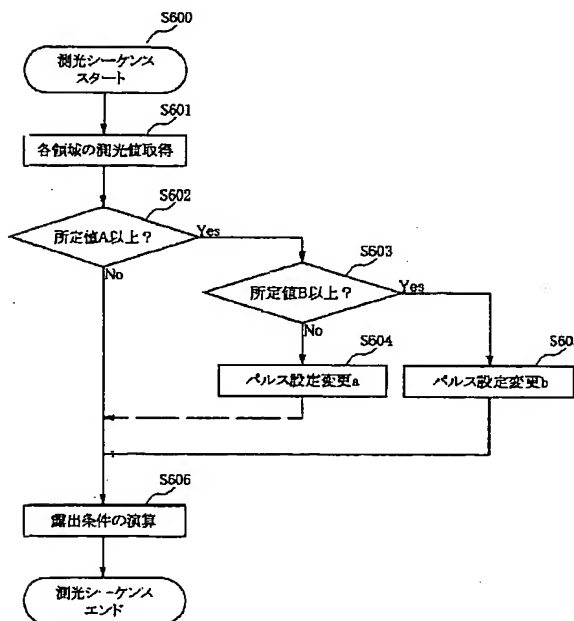 S600
測光シーケンス
スタート
S601
各領域の測光値取得
S602
所定値A以上?
Yes
No
S603
所定値B以上?
Yes
No
S604
パルス設定変更a
パルス設定変更b
S606
露出条件の演算
測光シーケンス
エンド